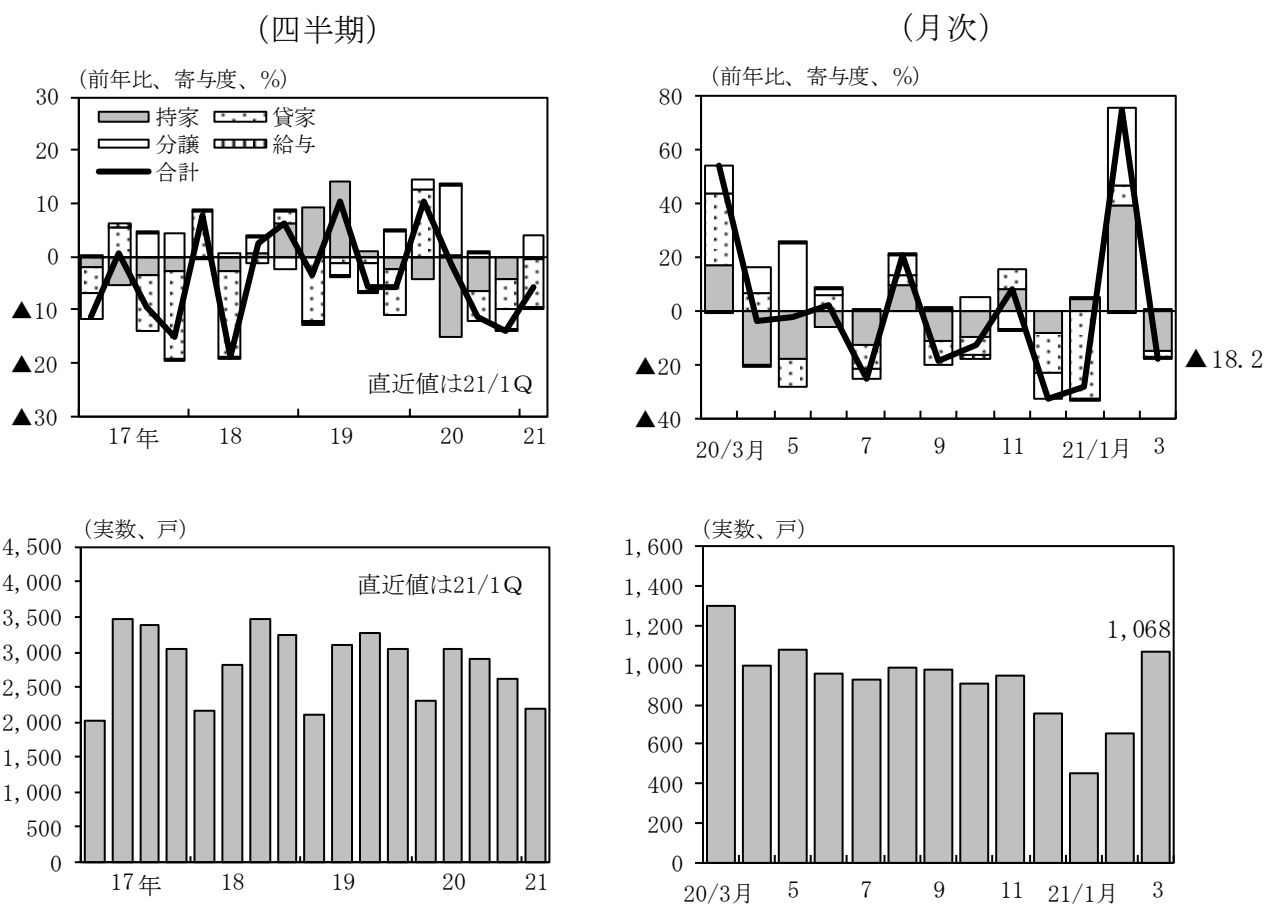 (四半期)
(前年比、寄与度、%)
30
20
10
0
▲10
▲20
▲30
持家
貸家
分譲
給与
合計
直近値は21/1Q
17年
18
19
20
21
(月次)
(前年比、寄与度、%)
80
60
40
20
0
▲20
▲40
▲18.2
20/3月
5
7
9
11
21/1月
3
(実数、戸)
4,500
4,000
3,500
3,000
2,500
2,000
1,500
1,000
500
0
直近値は21/1Q
17年
18
19
20
21
(実数、戸)
1,600
1,400
1,200
1,000
800
600
400
200
0
1,068
20/3月
5
7
9
11
21/1月
3